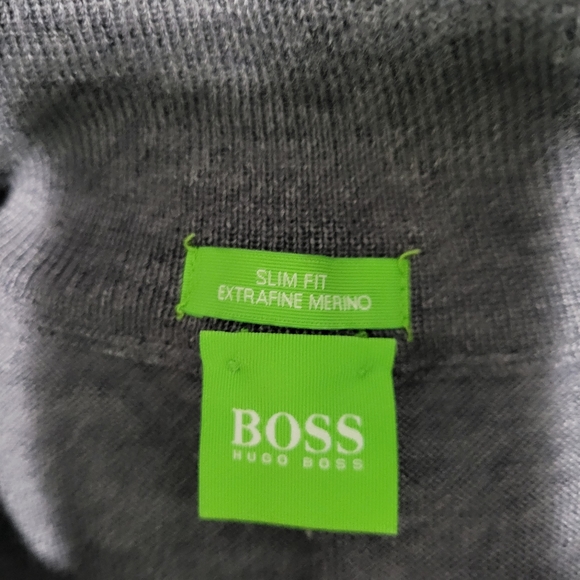 SLIM FIT
EXTRAFINE MERINO
BOSS
HUGO BOSS